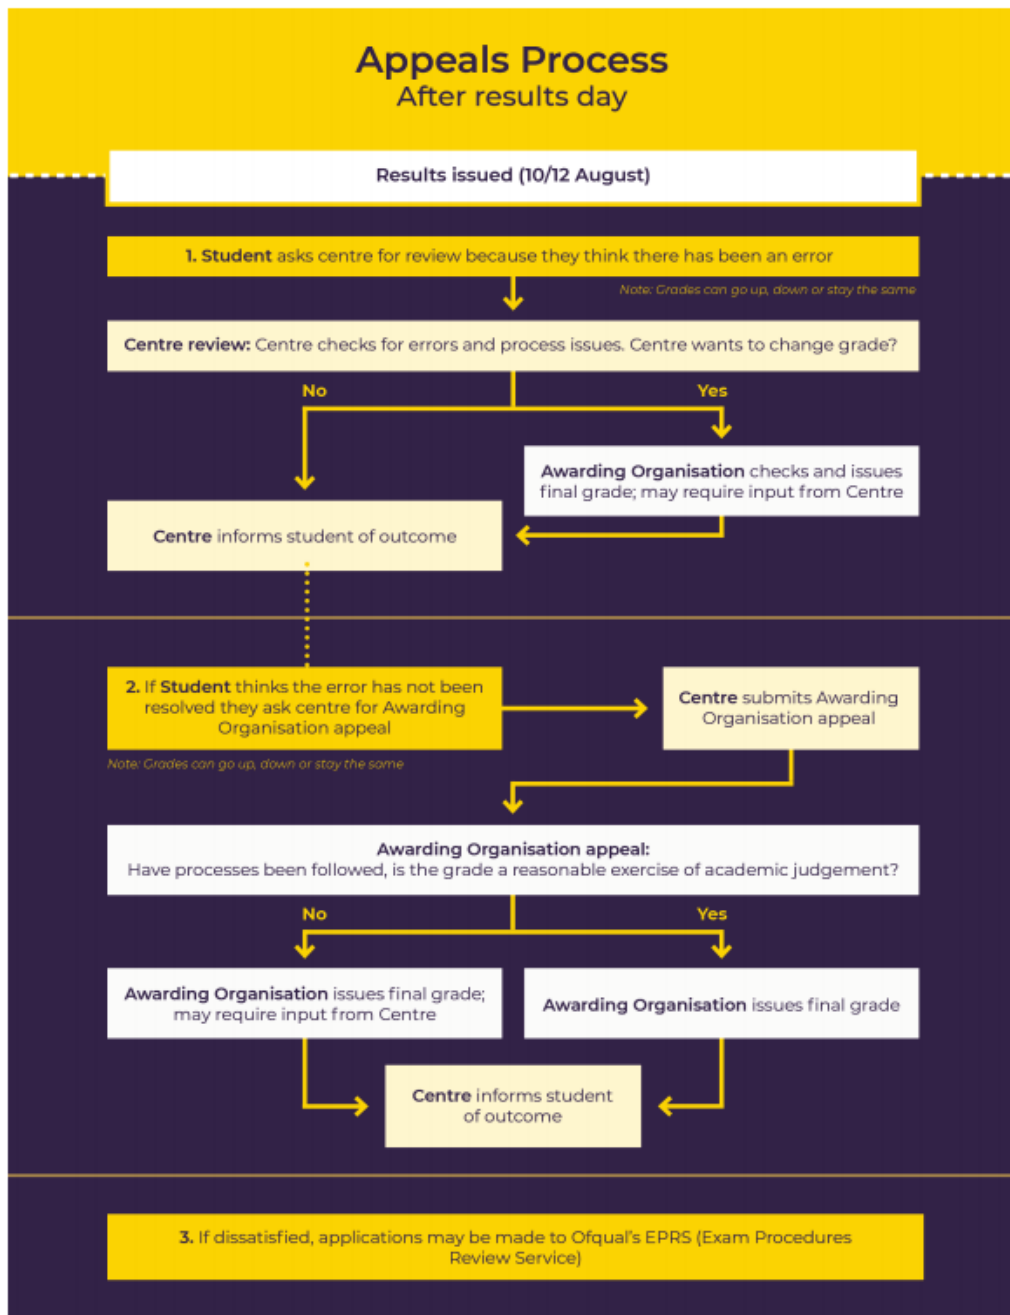 Appeals Process
After results day
Results issued (10/12 August)
1. Student asks centre for review because they think there has been an error
Note: Grades can go up, down or stay the same
Centre review: Centre checks for errors and process issues. Centre wants to change grade?
No
Yes
Awarding Organisation checks and issues
final grade; may require input from Centre
Centre informs student of outcome
2. If Student thinks the error has not been
resolved they ask centre for Awarding
Organisation appeal
Note: Grades can go up, down or stay the same
Centre submits Awarding
Organisation appeal
Awarding Organisation appeal:
Have processes been followed, is the grade a reasonable exercise of academic judgement?
No
Yes
Awarding Organisation issues final grade;
may require input from Centre
Awarding Organisation issues final grade
Centre informs student
of outcome
3. If dissatisfied, applications may be made to Ofqual's EPRS (Exam Procedures
Review Service)